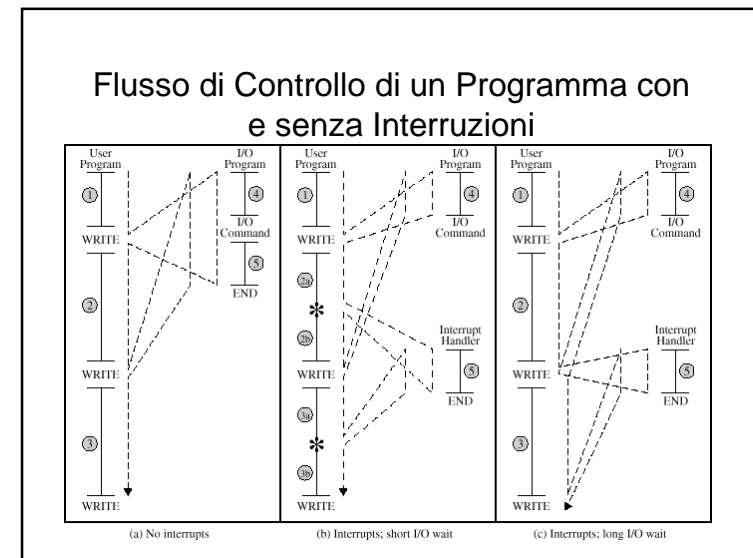 Flusso di Controllo di un Programma con
e senza Interruzioni
User
Program
I/O
Program
1
4
WRITE
I/O
Command
5
2
END
WRITE
3
WRITE
(a) No interrupts
User
Program
I/O
Program
1
4
WRITE
I/O
Command
2a
*
2b
Interrupt
Handler
WRITE
5
END
3a
*
3b
WRITE
(b) Interrupts; short I/O wait
User
Program
I/O
Program
1
4
WRITE
I/O
Command
2
Interrupt
Handler
WRITE
5
END
3
WRITE
(c) Interrupts; long I/O wait